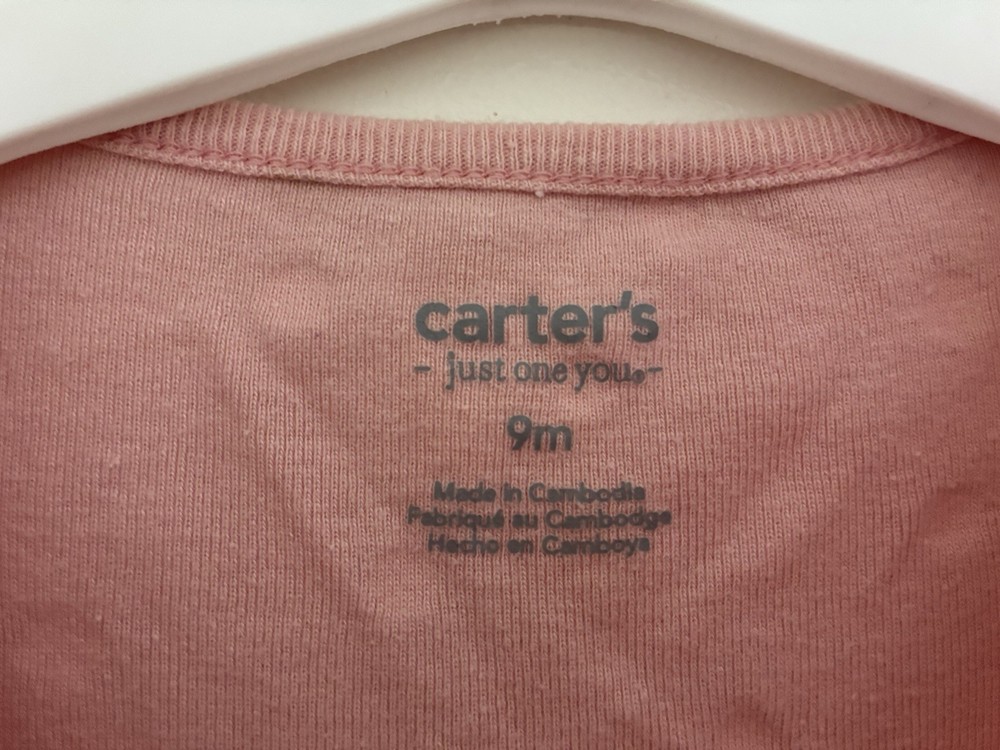 carter's
- just one you® -
9m
Made in Cambodia
Fabriqué au Cambodge
Hecho en Camboya